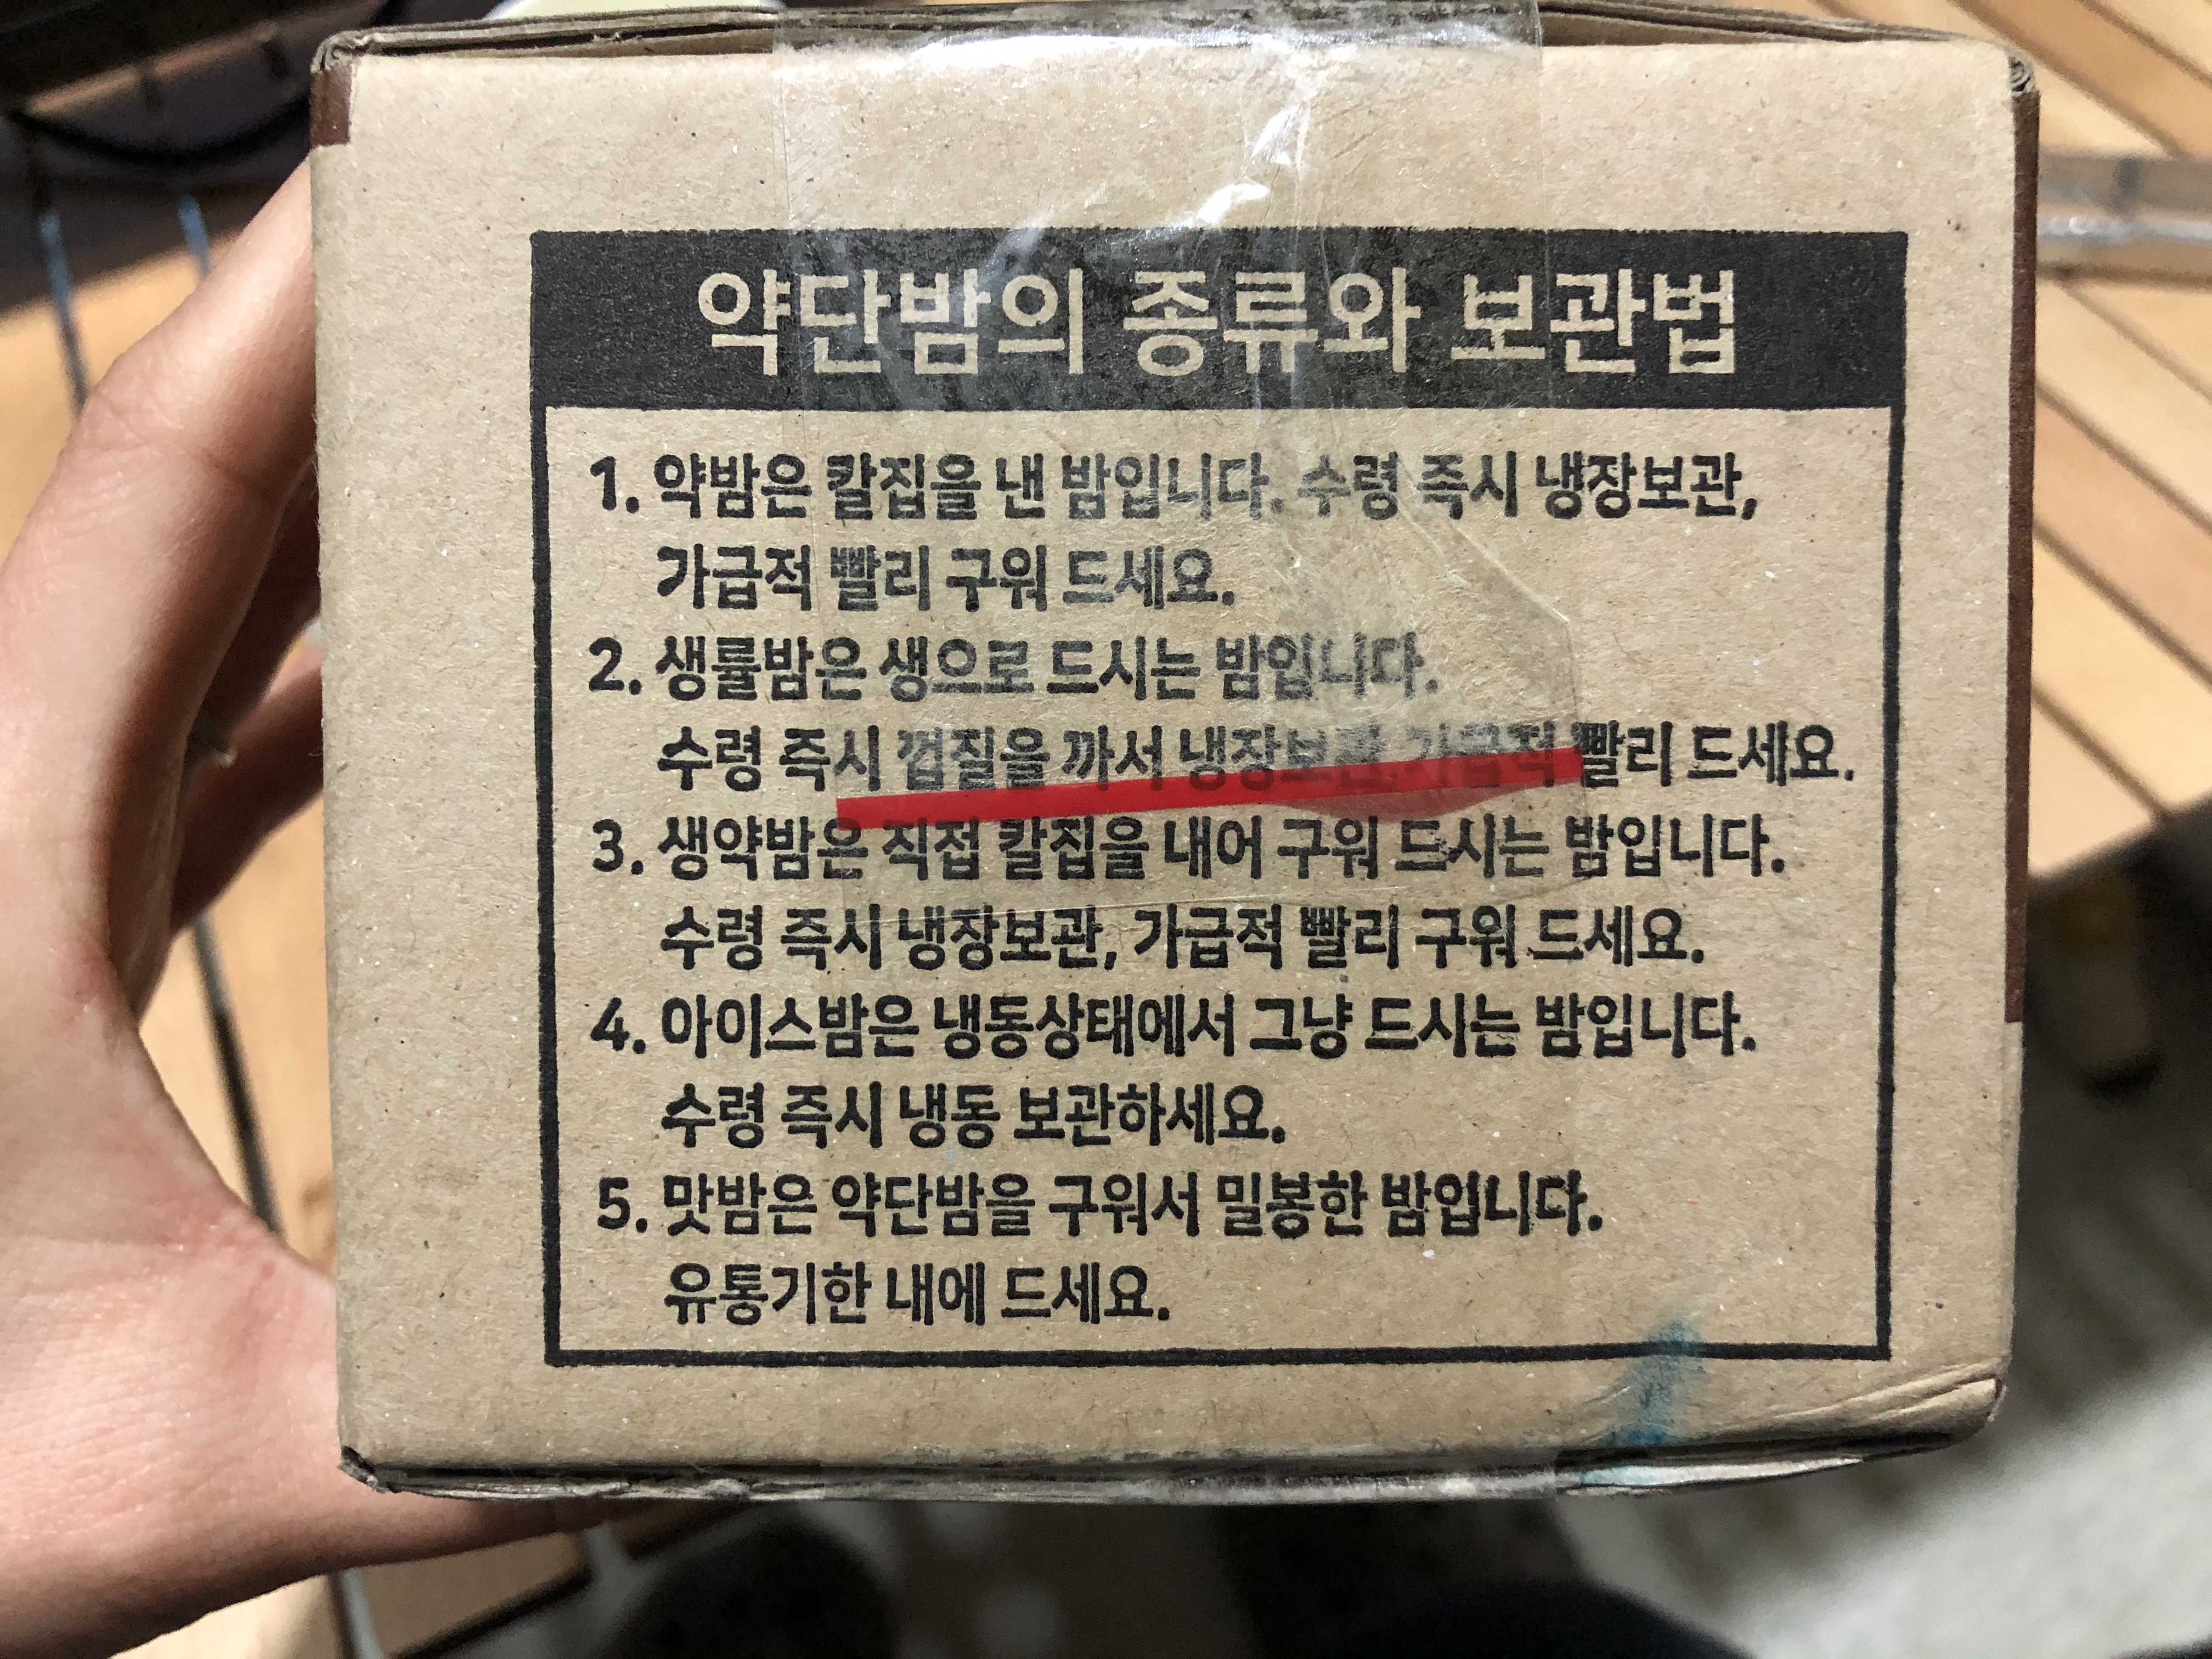 약단밤의 종류와 보관법
1. 약밤은 칼집을 낸 밤입니다. 수령 즉시 냉장보관,
가급적 빨리 구워 드세요.
2. 생률밤은 생으로 드시는 밤입니다.
수령 즉시 껍질을 까서 냉장보관,가급적 빨리 드세요.
3. 생약밤은 직접 칼집을 내어 구워 드시는 밤입니다.
수령 즉시 냉장보관, 가급적 빨리 구워 드세요.
4. 아이스밤은 냉동상태에서 그냥 드시는 밤입니다.
수령 즉시 냉동 보관하세요.
5. 맛밤은 약단밤을 구워서 밀봉한 밤입니다.
유통기한 내에 드세요.